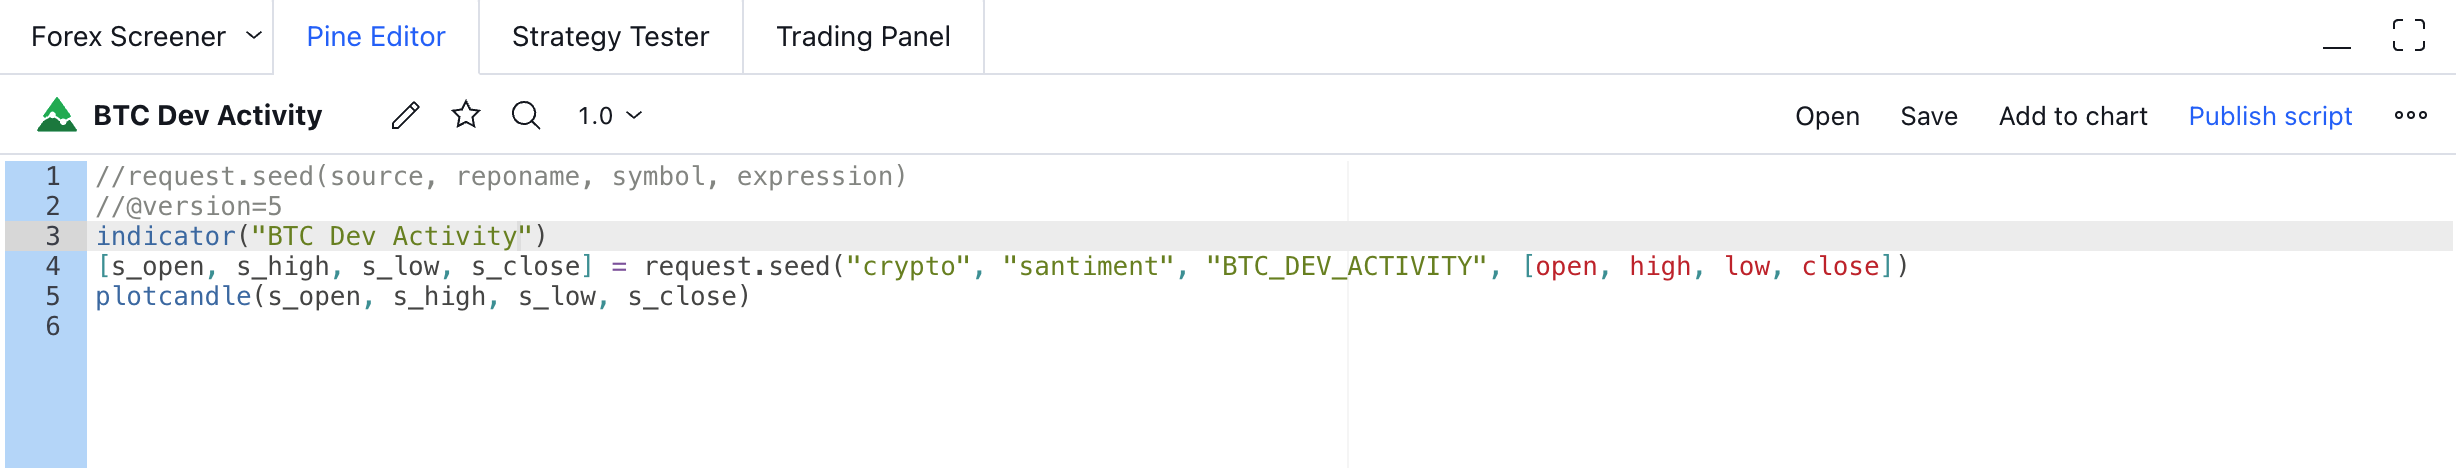 Forex Screener Pine Editor Strategy Tester Trading Panel
BTC Dev Activity 1.0 Open Save Add to chart Publish script
1 //request.seed(source, reponame, symbol, expression)
2 //@version=5
3 indicator("BTC Dev Activity")
4 [s_open, s_high, s_low, s_close] = request.seed("crypto", "santiment", "BTC_DEV_ACTIVITY", [open, high, low, close])
5 plotcandle(s_open, s_high, s_low, s_close)
6